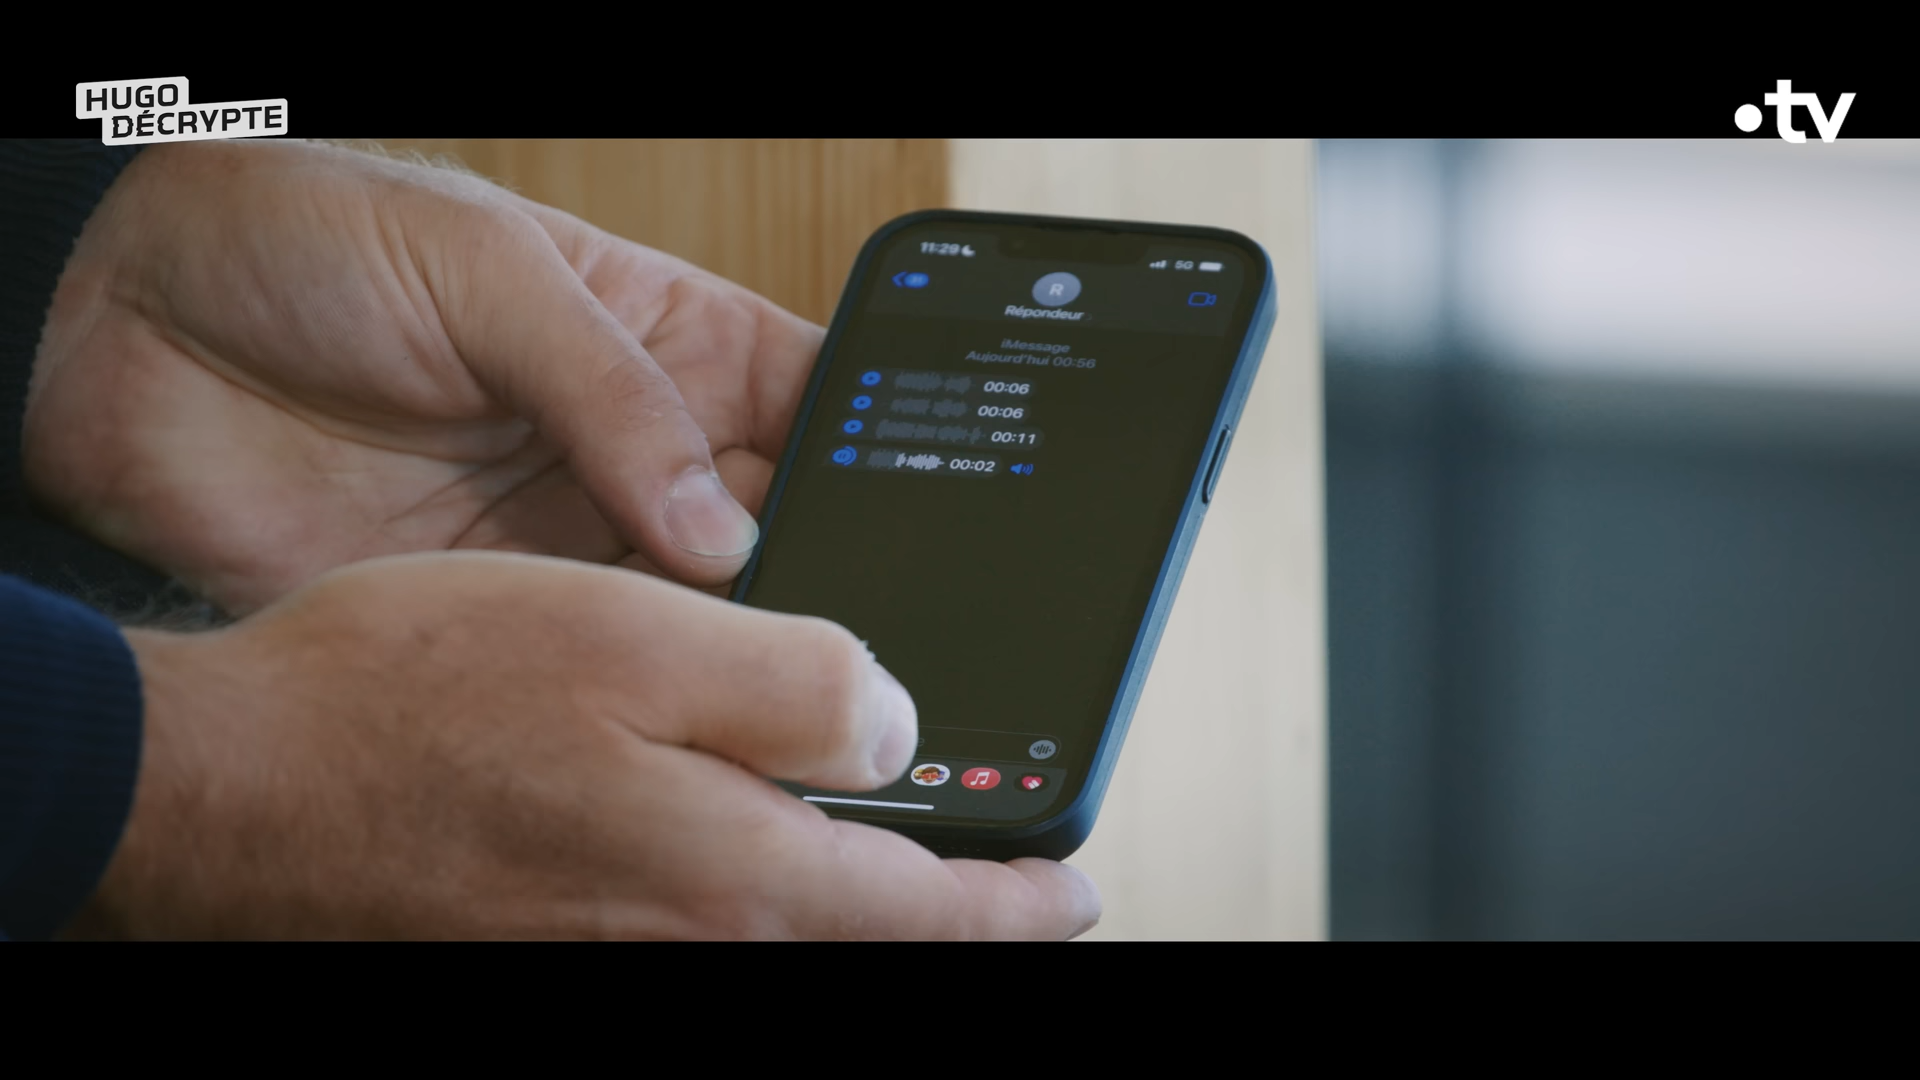 HUGO
DÉCRYPTE
tv
11:29
5G
R
Répondeur
iMessage
Aujourd'hui 00:56
00:06
00:06
00:11
00:02